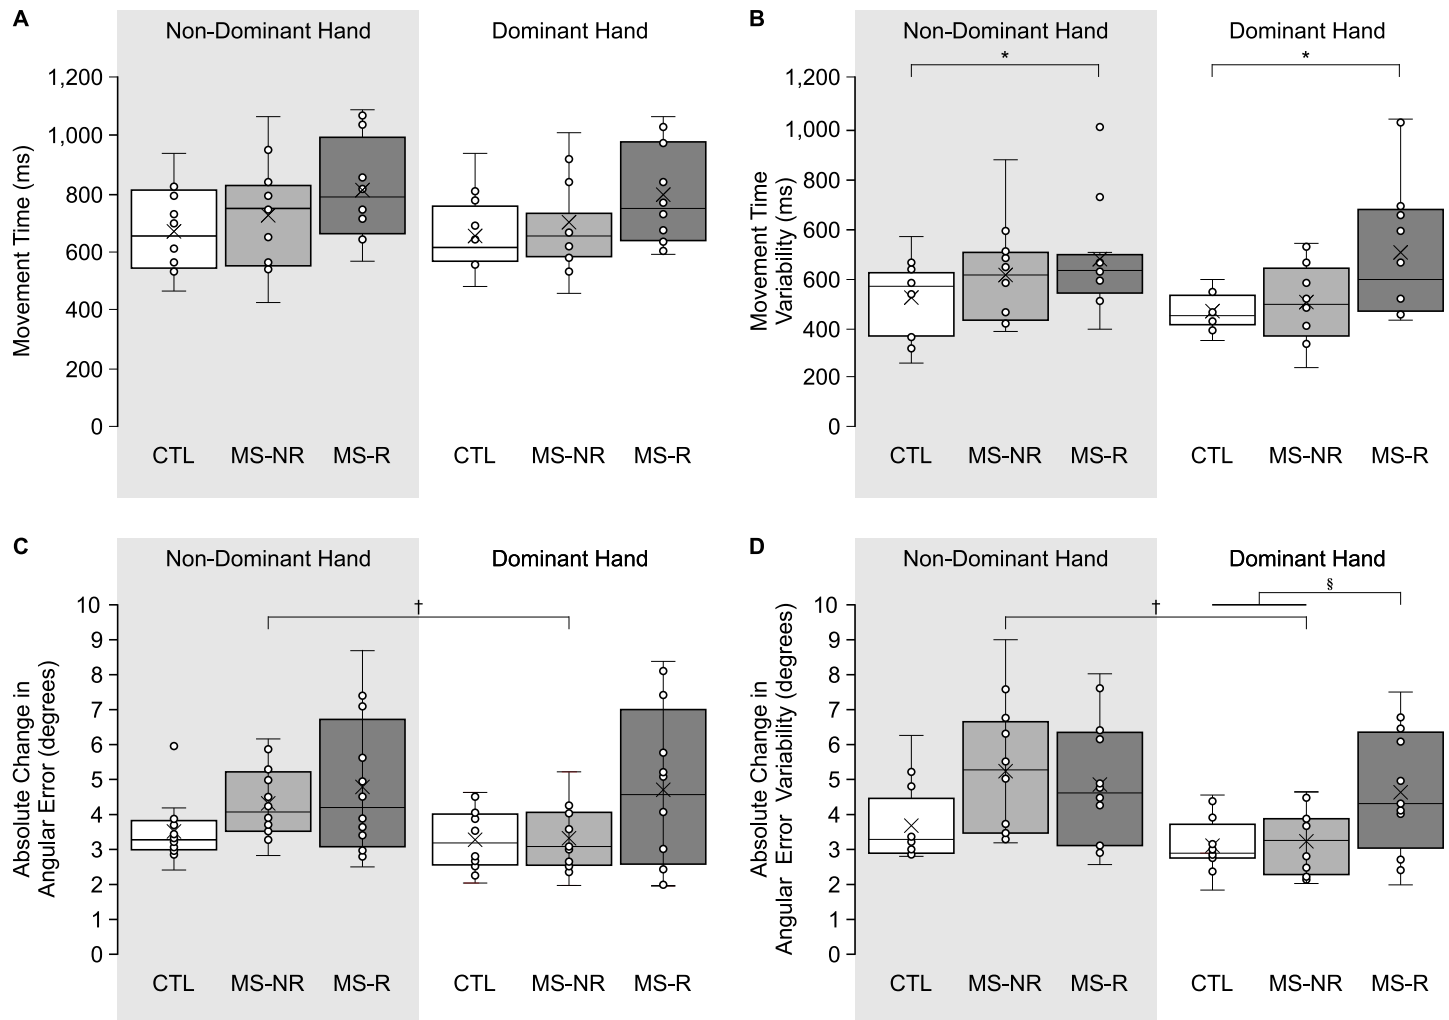 A
Non-Dominant Hand
Dominant Hand
Movement Time (ms)
1,200
1,000
800
600
400
200
0
CTL
MS-NR
MS-R
CTL
MS-NR
MS-R
B
Non-Dominant Hand
Dominant Hand
*
*
Movement Time
Variability (ms)
1,200
1,000
800
600
400
200
0
CTL
MS-NR
MS-R
CTL
MS-NR
MS-R
C
Non-Dominant Hand
Dominant Hand
†
Absolute Change in
Angular Error (degrees)
10
9
8
7
6
5
4
3
2
1
0
CTL
MS-NR
MS-R
CTL
MS-NR
MS-R
D
Non-Dominant Hand
Dominant Hand
§
†
Absolute Change in
Angular Error Variability (degrees)
10
9
8
7
6
5
4
3
2
1
0
CTL
MS-NR
MS-R
CTL
MS-NR
MS-R